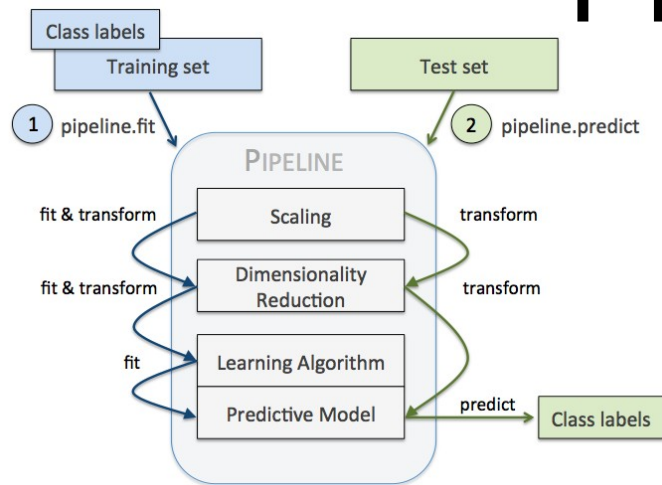 Class labels
Training set
Test set
1 pipeline.fit
2 pipeline.predict
PIPELINE
fit & transform
Scaling
transform
fit & transform
Dimensionality
Reduction
transform
fit
Learning Algorithm
Predictive Model
predict
Class labels